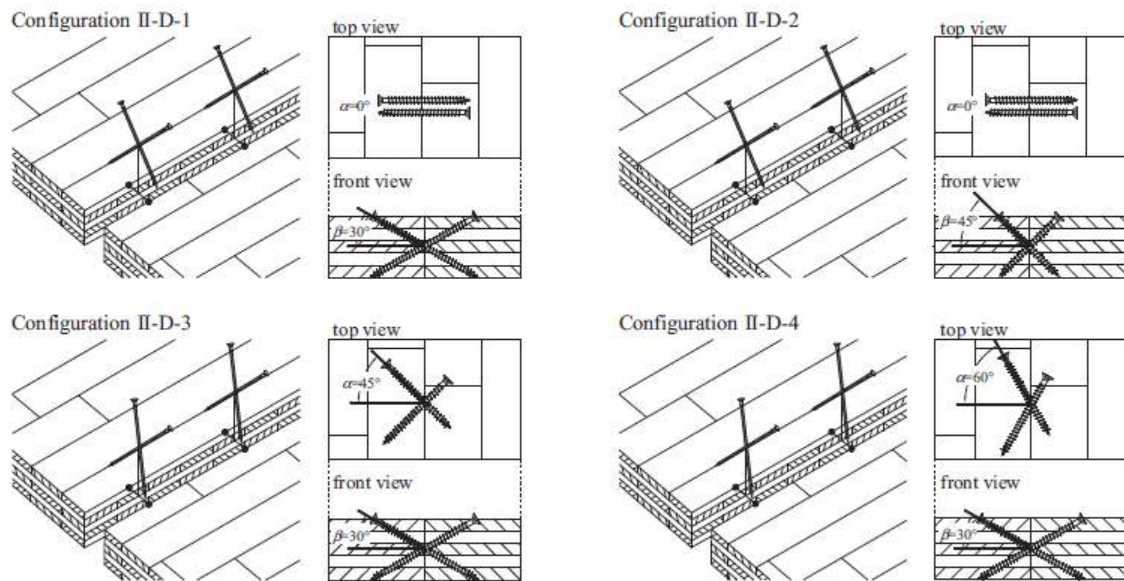 Configuration II-D-1
top view
α=0°
front view
β=30°
Configuration II-D-2
top view
α=0°
front view
β=45°
Configuration II-D-3
top view
α=45°
front view
β=30°
Configuration II-D-4
top view
α=60°
front view
β=30°